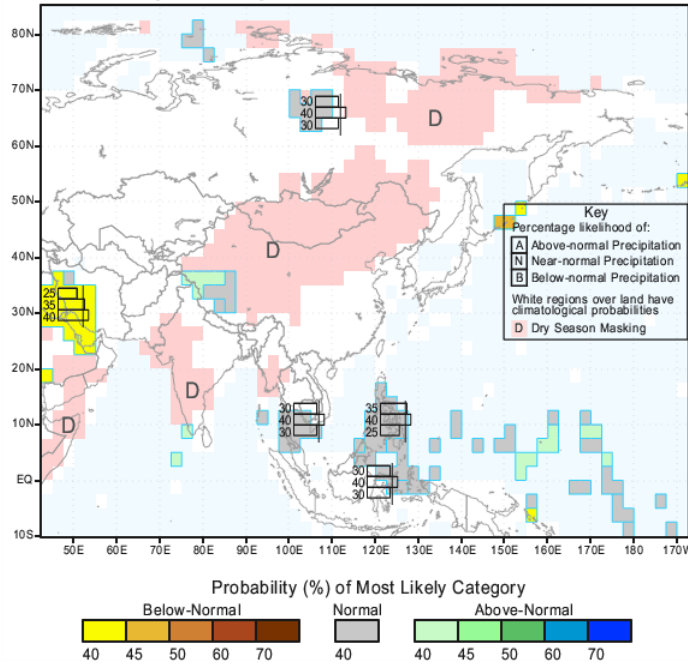 80N
70N
60N
50N
40N
30N
20N
10N
EQ
10S
30
40
30
D
D
D
D
25
35
40
30
40
30
35
40
25
30
40
30
Key
Percentage likelihood of:
A Above-normal Precipitation
N Near-normal Precipitation
B Below-normal Precipitation
White regions over land have
climatological probabilities
D Dry Season Masking
50E 60E 70E 80E 90E 100E 110E 120E 130E 140E 150E 160E 170E 180 170W
Probability (%) of Most Likely Category
Below-Normal Normal Above-Normal
40 45 50 60 70 40 40 45 50 60 70